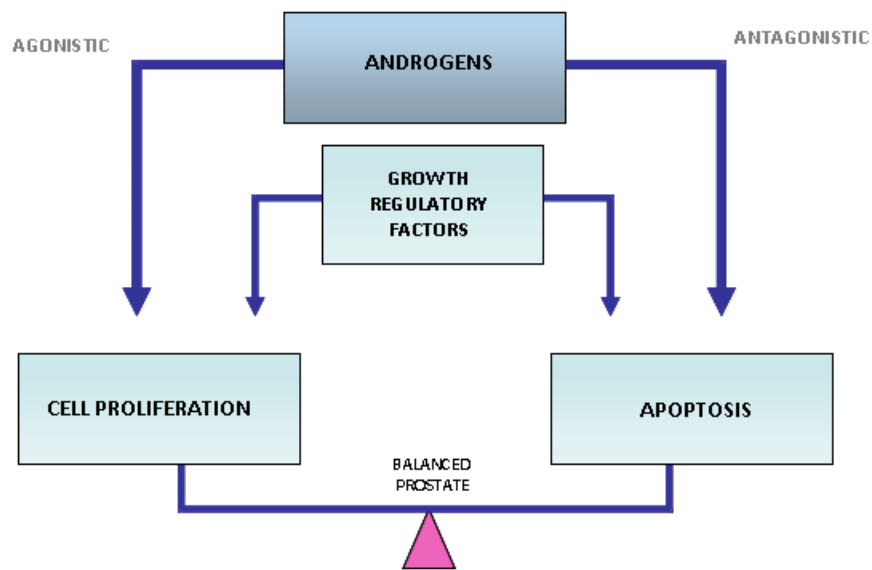 AGONISTIC
ANTAGONISTIC
ANDROGENS
GROWTH
REGULATORY
FACTORS
CELL PROLIFERATION
APOPTOSIS
BALANCED
PROSTATE